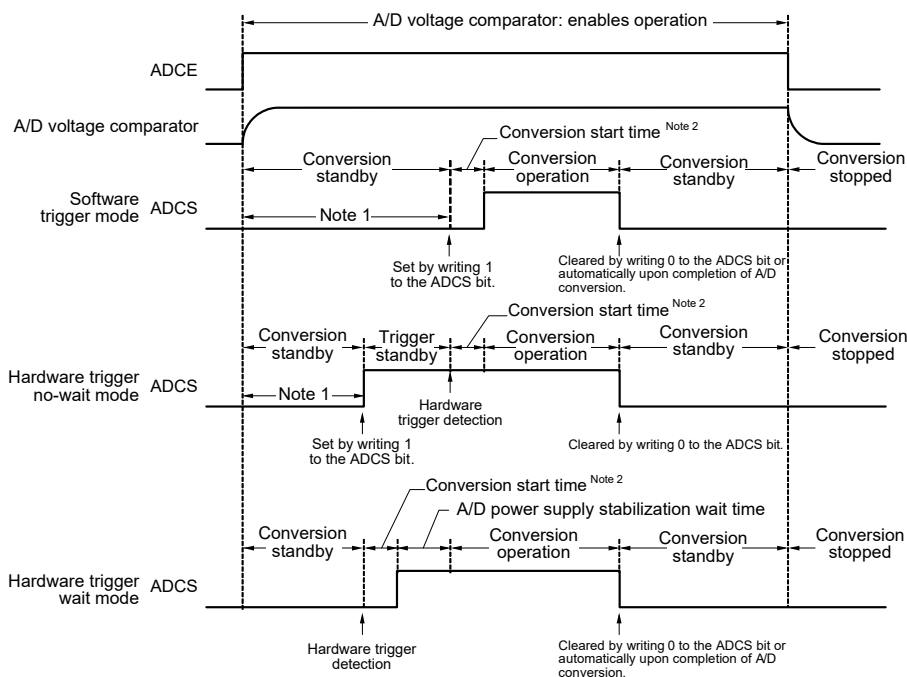 A/D voltage comparator: enables operation
ADCE
A/D voltage comparator
Conversion start time Note 2
Conversion
standby
Conversion
operation
Conversion
standby
Conversion
stopped
Software
trigger mode
ADCS
Note 1
Set by writing 1
to the ADCS bit.
Cleared by writing 0 to the ADCS bit or
automatically upon completion of A/D
conversion.
Conversion start time Note 2
Conversion
standby
Trigger
standby
Conversion
operation
Conversion
standby
Conversion
stopped
Hardware trigger
no-wait mode
ADCS
Note 1
Hardware
trigger detection
Set by writing 1
to the ADCS bit.
Cleared by writing 0 to the ADCS bit.
Conversion start time Note 2
A/D power supply stabilization wait time
Conversion
standby
Conversion
operation
Conversion
standby
Conversion
stopped
Hardware trigger
wait mode
ADCS
Hardware trigger
detection
Cleared by writing 0 to the ADCS bit or
automatically upon completion of A/D
conversion.